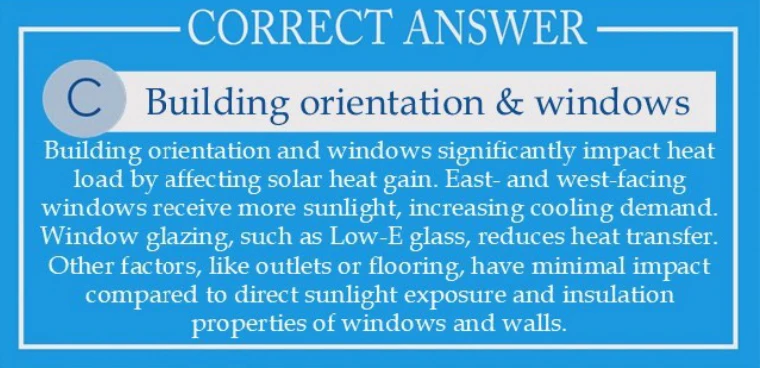 CORRECT ANSWER
C Building orientation & windows
Building orientation and windows significantly impact heat
load by affecting solar heat gain. East- and west-facing
windows receive more sunlight, increasing cooling demand.
Window glazing, such as Low-E glass, reduces heat transfer.
Other factors, like outlets or flooring, have minimal impact
compared to direct sunlight exposure and insulation
properties of windows and walls.